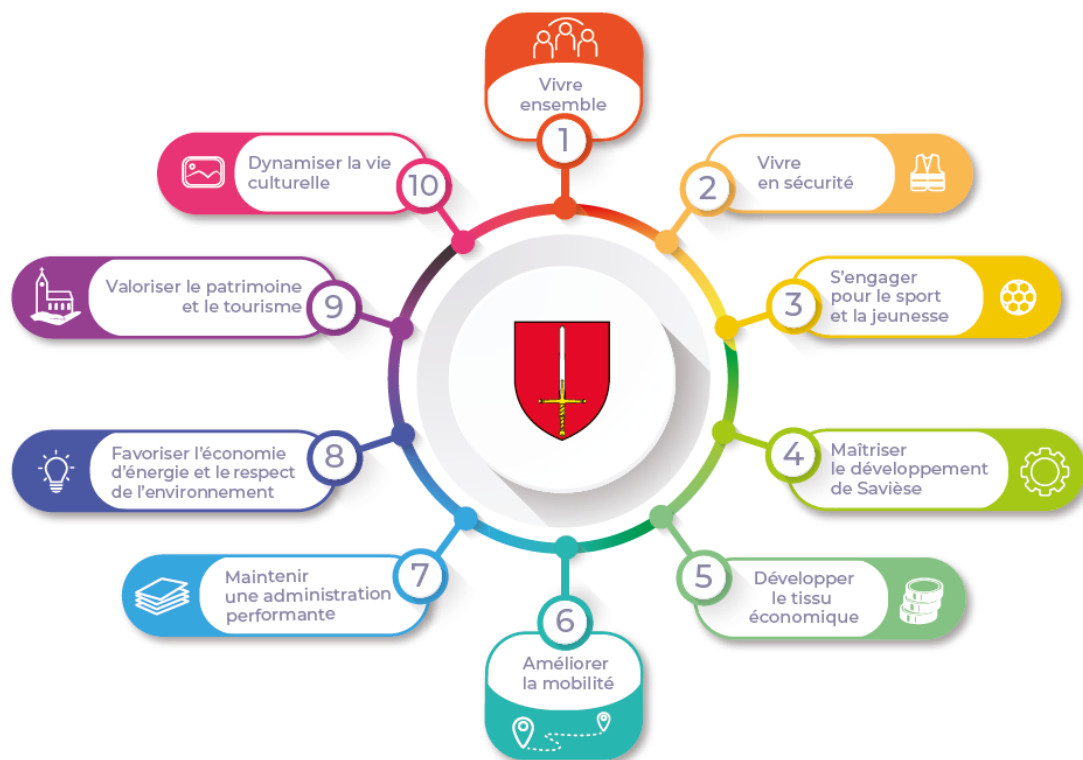 Vivre
ensemble
1
2
Vivre
en sécurité
3
S'engager
pour le sport
et la jeunesse
4
Maîtriser
le développement
de Savièse
5
Développer
le tissu
économique
6
Améliorer
la mobilité
7
Maintenir
une administration
performante
8
Favoriser l'économie
d'énergie et le respect
de l'environnement
9
Valoriser le patrimoine
et le tourisme
10
Dynamiser la vie
culturelle